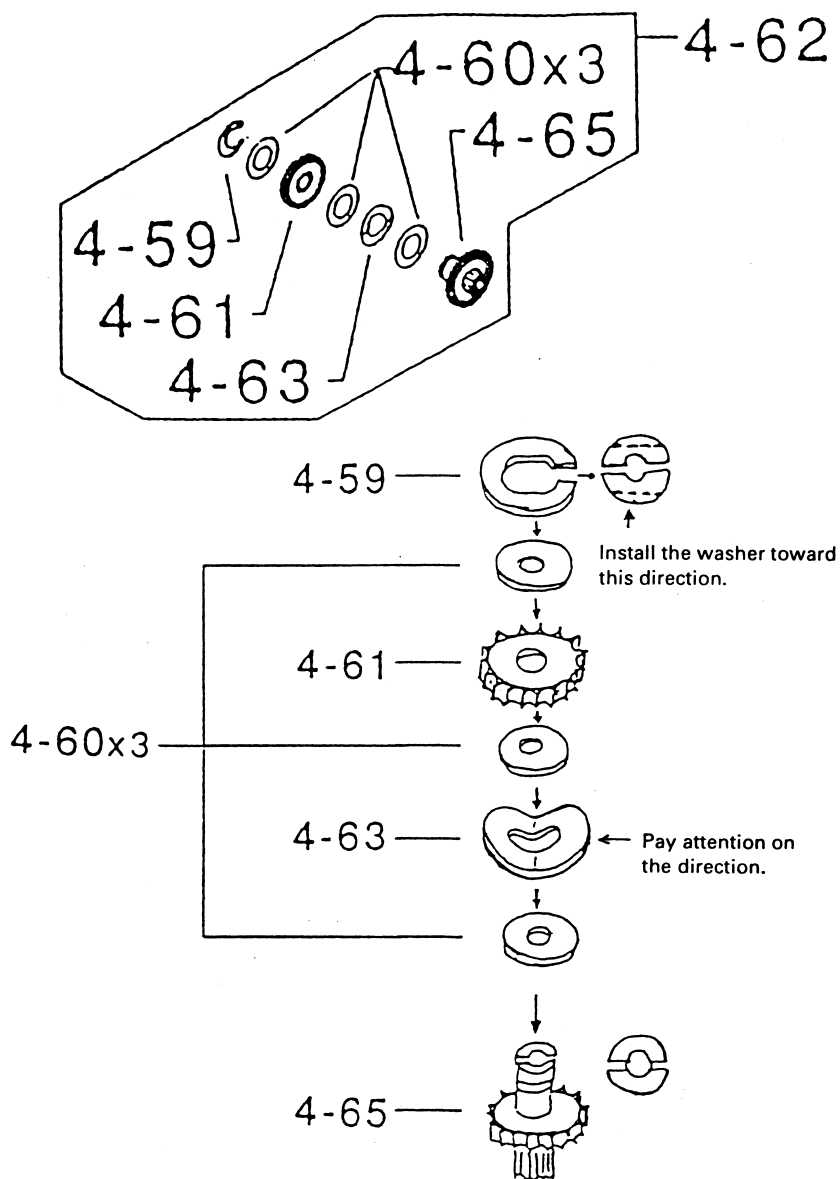 4-60x3
4-62
4-65
4-59
4-61
4-63
4-59
Install the washer toward
this direction.
4-61
4-60x3
4-63
Pay attention on
the direction.
4-65